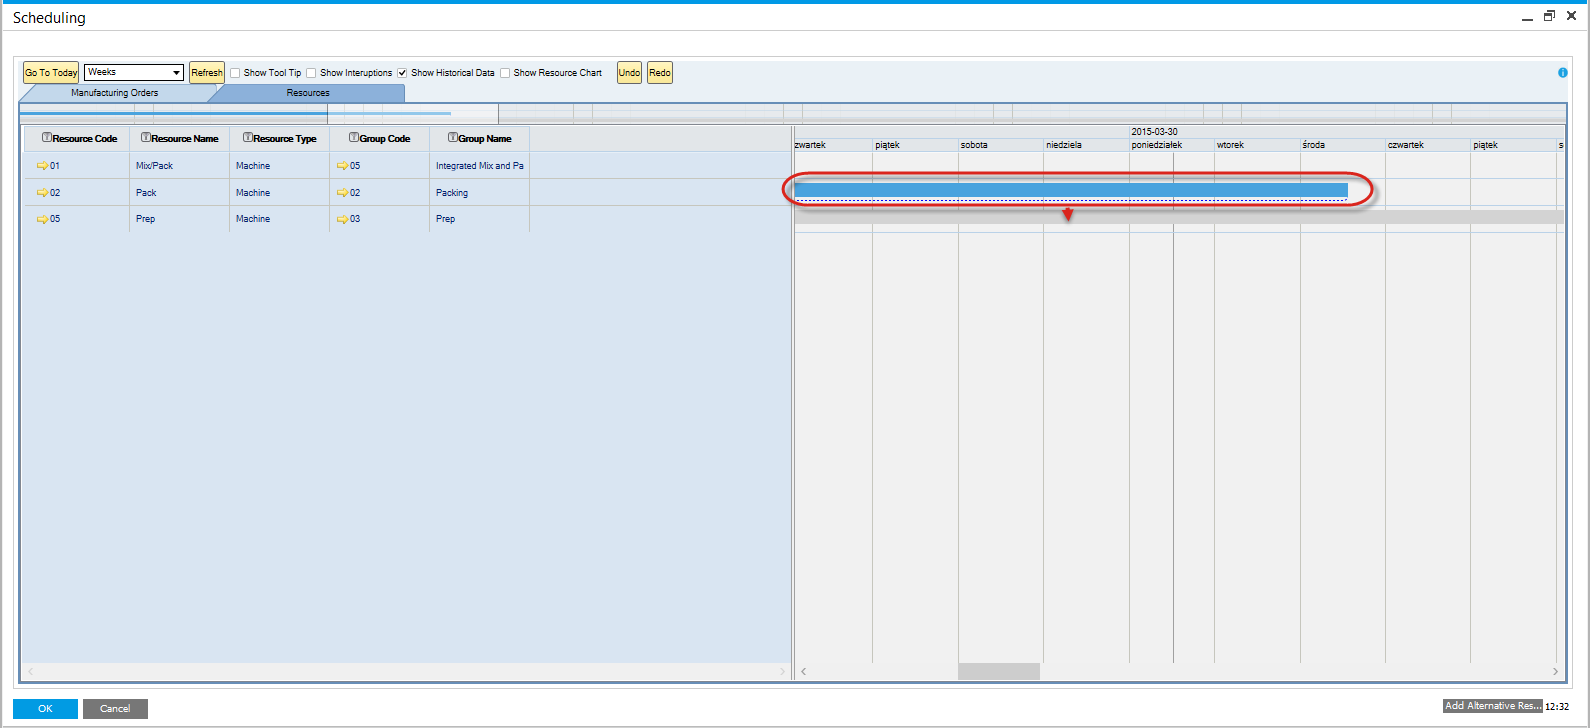 Scheduling
Go To Today Weeks Refresh Show Tool Tip Show Interuptions Show Historical Data Show Resource Chart Undo Redo
Manufacturing Orders Resources
Resource Code Resource Name Resource Type Group Code Group Name
2015-03-30
zwartek piątek sobota niedziela poniedziałek wtorek środa czwartek piątek s
01 Mix/Pack Machine 05 Integrated Mix and Pa
02 Pack Machine 02 Packing
05 Prep Machine 03 Prep
OK Cancel Add Alternative Res... 12:32